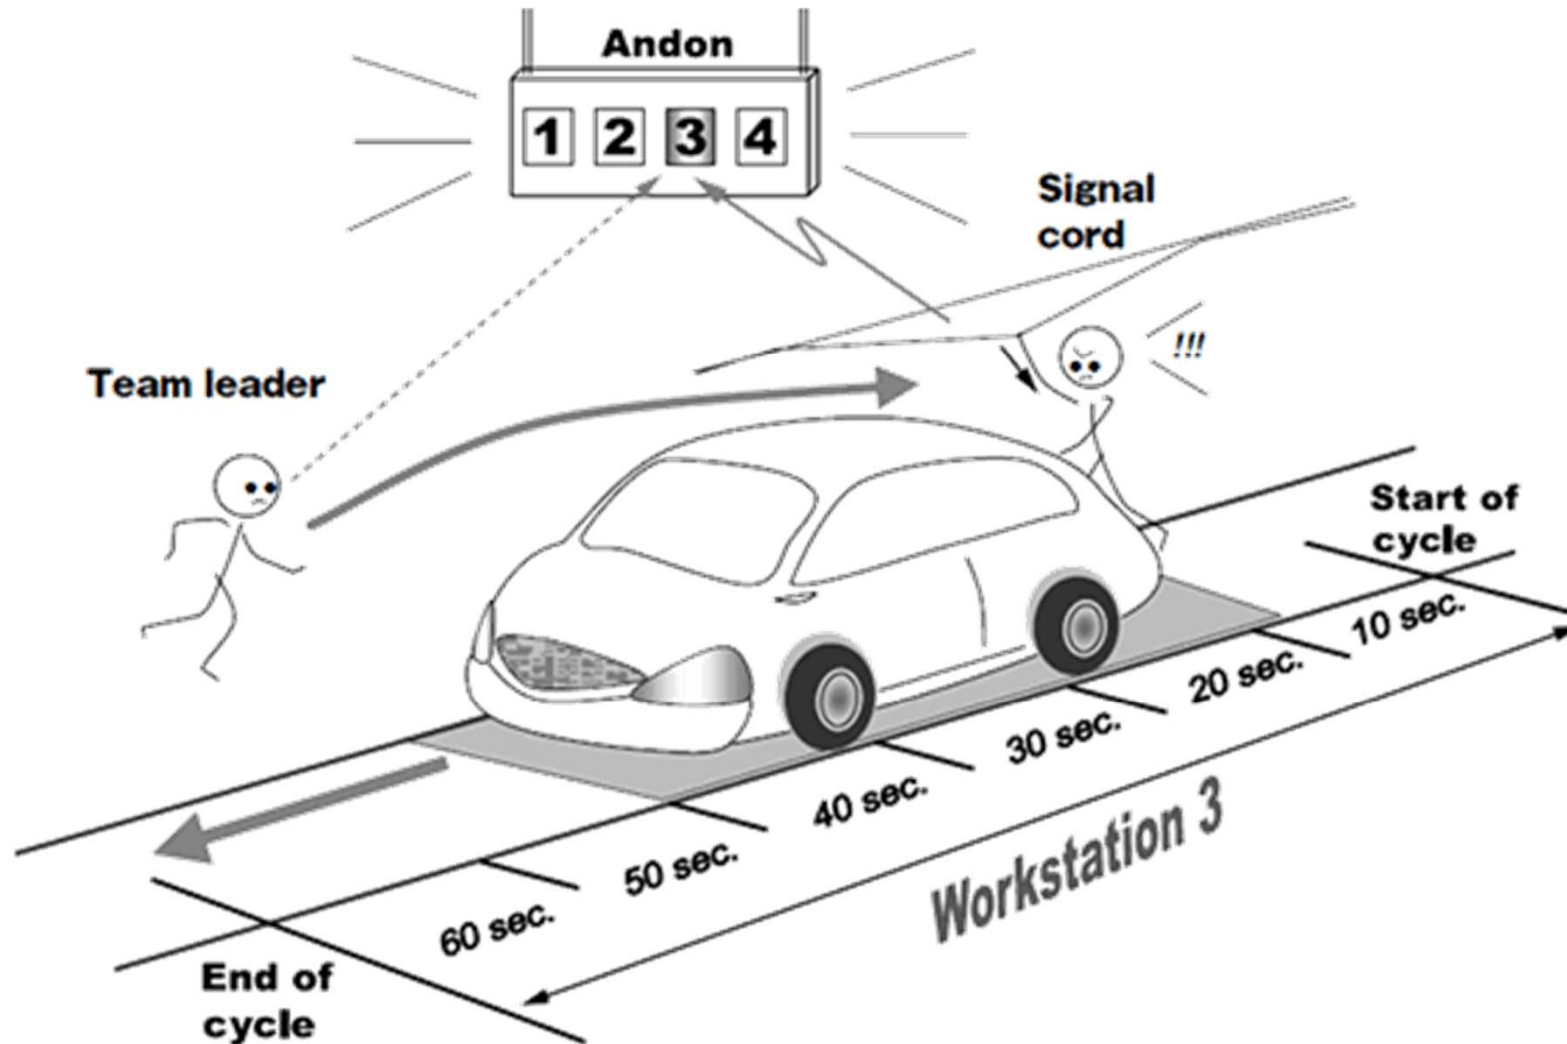 Andon
1 2 3 4
Signal
cord
!!!
Team leader
Start of
cycle
10 sec.
20 sec.
30 sec.
40 sec.
50 sec.
60 sec.
Workstation 3
End of
cycle